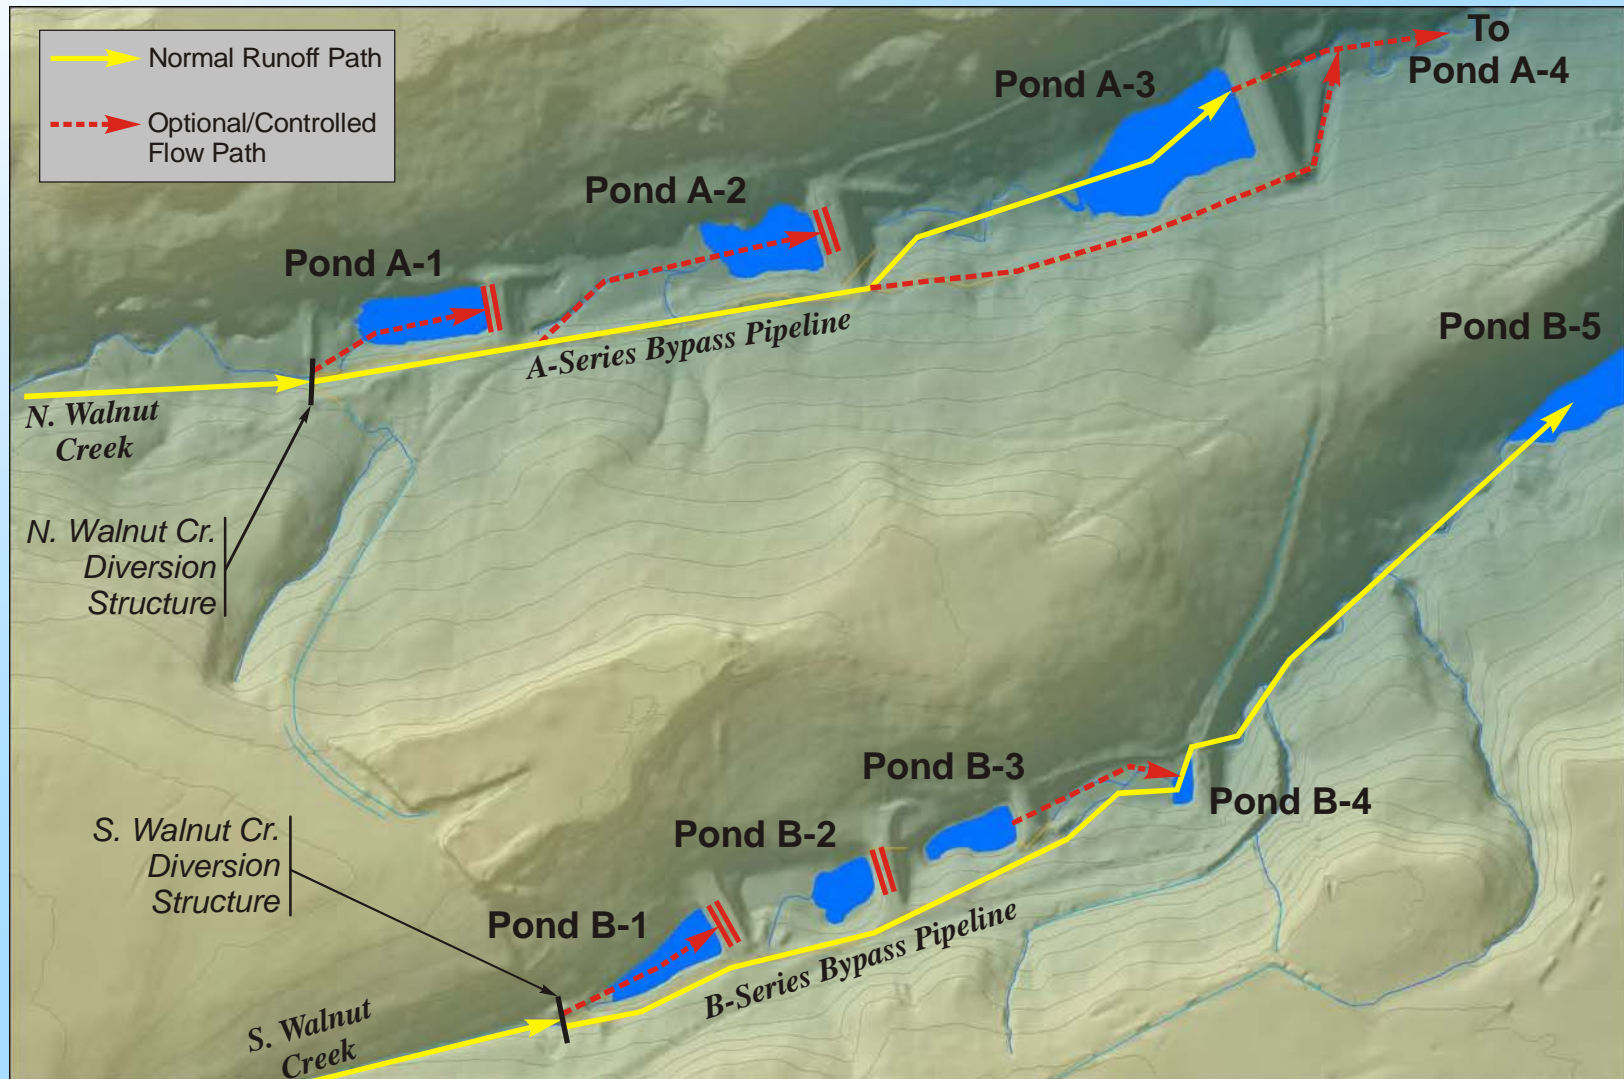 Normal Runoff Path
Optional/Controlled
Flow Path
To
Pond A-4
Pond A-3
Pond A-2
Pond A-1
A-Series Bypass Pipeline
Pond B-5
N. Walnut
Creek
N. Walnut Cr.
Diversion
Structure
Pond B-3
Pond B-4
S. Walnut Cr.
Diversion
Structure
Pond B-2
Pond B-1
B-Series Bypass Pipeline
S. Walnut
Creek